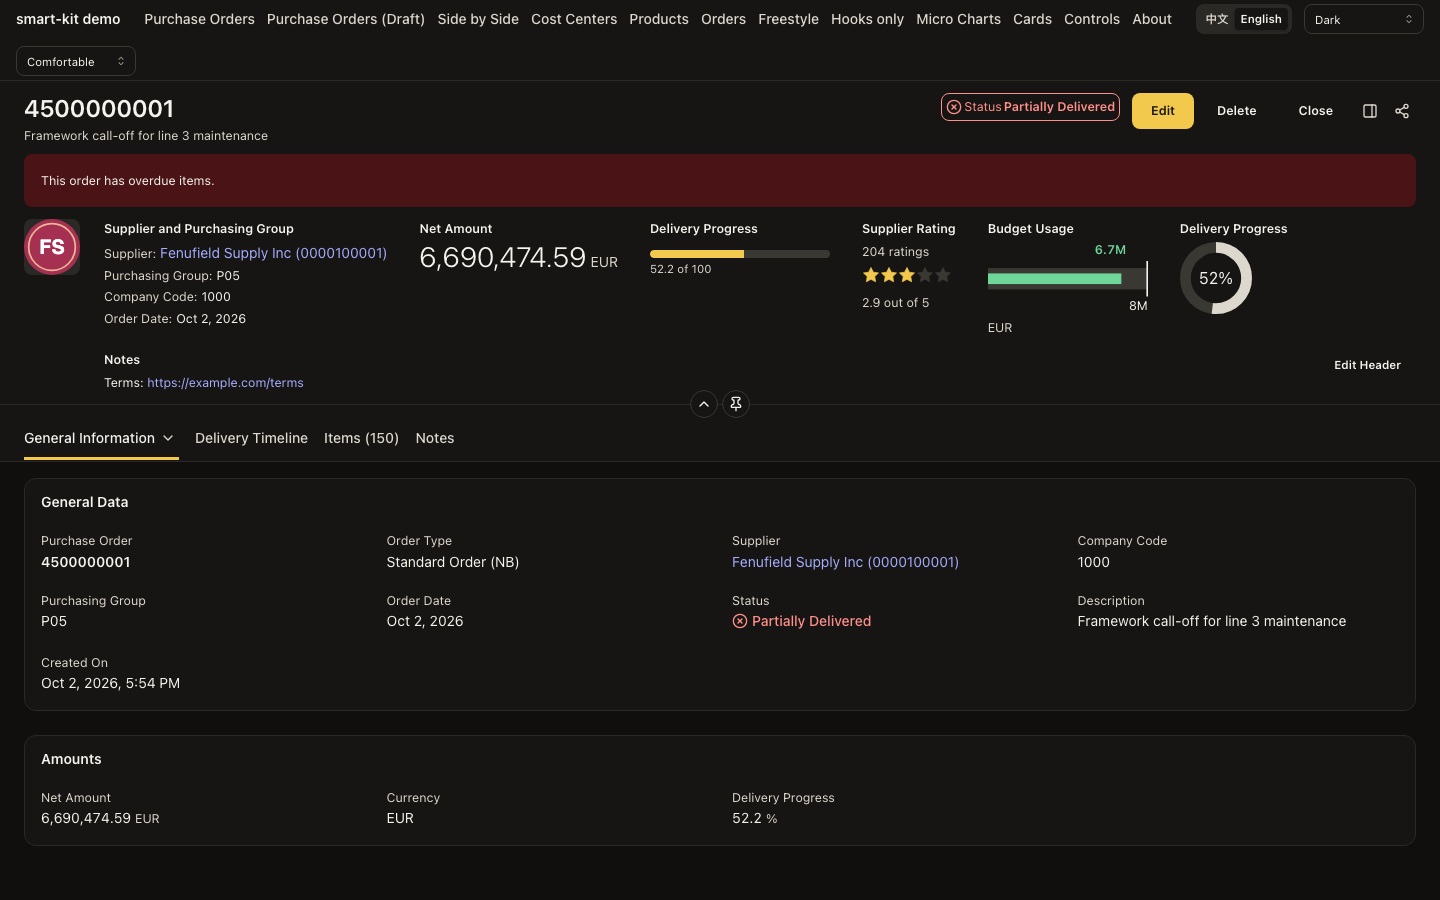 smart-kit demo Purchase Orders Purchase Orders (Draft) Side by Side Cost Centers Products Orders Freestyle Hooks only Micro Charts Cards Controls About 中文 English Dark
Comfortable
4500000001
Framework call-off for line 3 maintenance
Status Partially Delivered Edit Delete Close
This order has overdue items.
FS
Supplier and Purchasing Group
Supplier: Fenufield Supply Inc (0000100001)
Purchasing Group: P05
Company Code: 1000
Order Date: Oct 2, 2026
Net Amount
6,690,474.59 EUR
Delivery Progress
52.2 of 100
Supplier Rating
204 ratings
2.9 out of 5
Budget Usage
6.7M
8M
EUR
Delivery Progress
52%
Notes
Terms: https://example.com/terms
Edit Header
General Information Delivery Timeline Items (150) Notes
General Data
Purchase Order
4500000001
Order Type
Standard Order (NB)
Supplier
Fenufield Supply Inc (0000100001)
Company Code
1000
Purchasing Group
P05
Order Date
Oct 2, 2026
Status
Partially Delivered
Description
Framework call-off for line 3 maintenance
Created On
Oct 2, 2026, 5:54 PM
Amounts
Net Amount
6,690,474.59 EUR
Currency
EUR
Delivery Progress
52.2 %